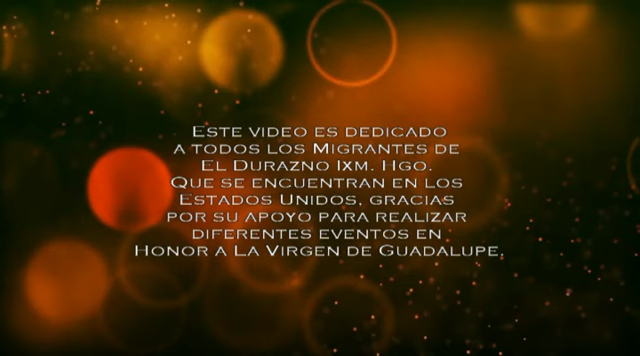 Este video es dedicado
a todos los Migrantes de
El Durazno Ixm. Hgo.
Que se encuentran en los
Estados Unidos, gracias
por su apoyo para realizar
diferentes eventos en
Honor a La Virgen de Guadalupe.